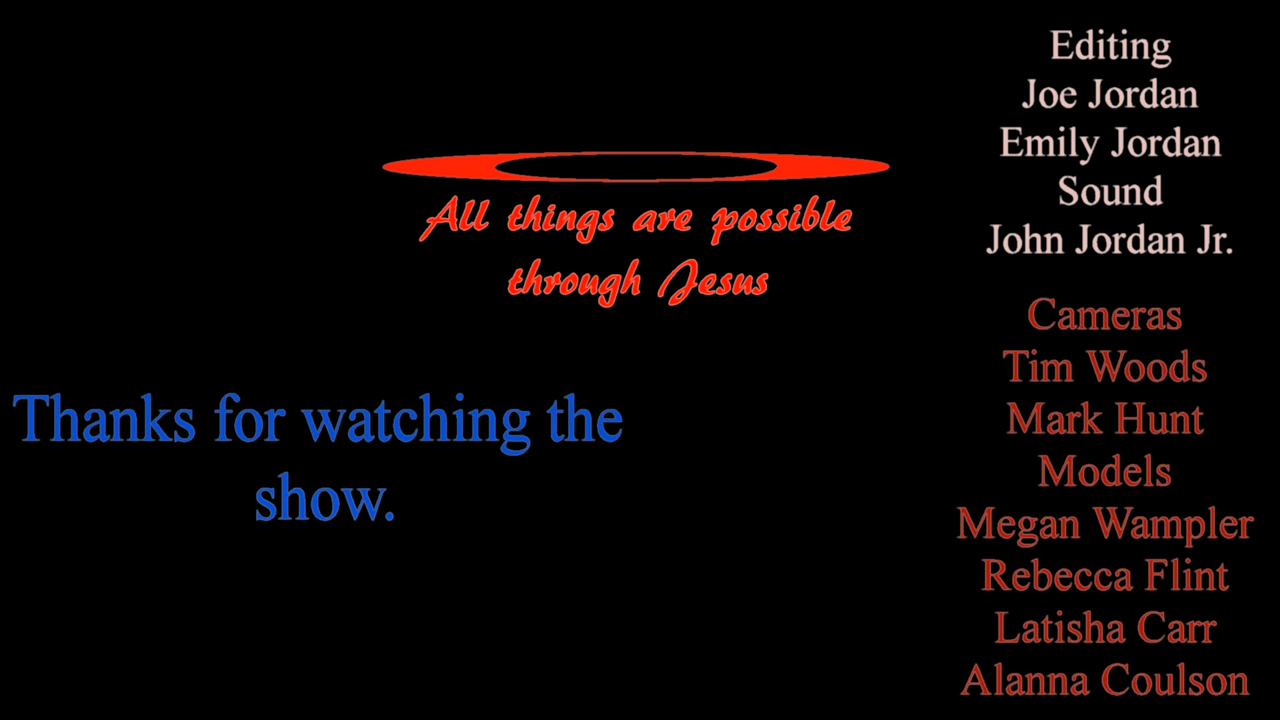 All things are possible
through Jesus
Thanks for watching the
show.
Editing
Joe Jordan
Emily Jordan
Sound
John Jordan Jr.
Cameras
Tim Woods
Mark Hunt
Models
Megan Wampler
Rebecca Flint
Latisha Carr
Alanna Coulson